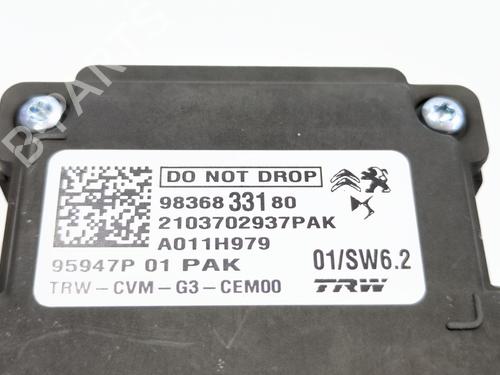 B-PARTS
DO NOT DROP
98368 331 80
2103702937PAK
A011H979
95947P 01 PAK
01/SW6.2
TRW-CVM-G3-CEM00
TRW